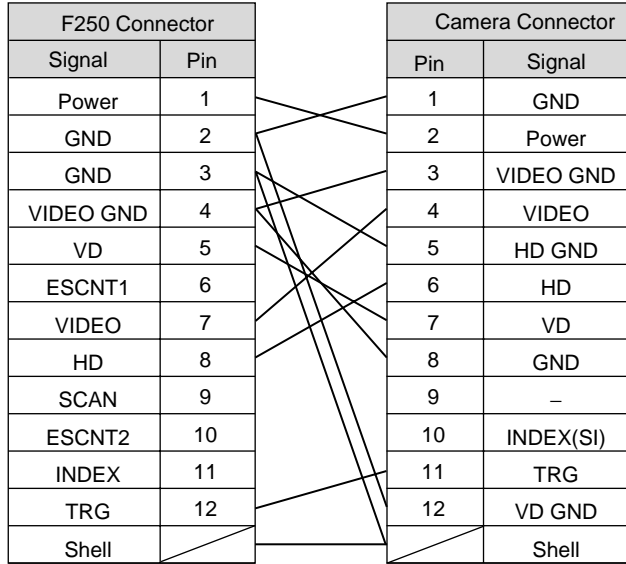 F250 Connector Camera Connector
Signal Pin Pin Signal
Power 1 1 GND
GND 2 2 Power
GND 3 3 VIDEO GND
VIDEO GND 4 4 VIDEO
VD 5 5 HD GND
ESCNT1 6 6 HD
VIDEO 7 7 VD
HD 8 8 GND
SCAN 9 9 –
ESCNT2 10 10 INDEX(SI)
INDEX 11 11 TRG
TRG 12 12 VD GND
Shell Shell